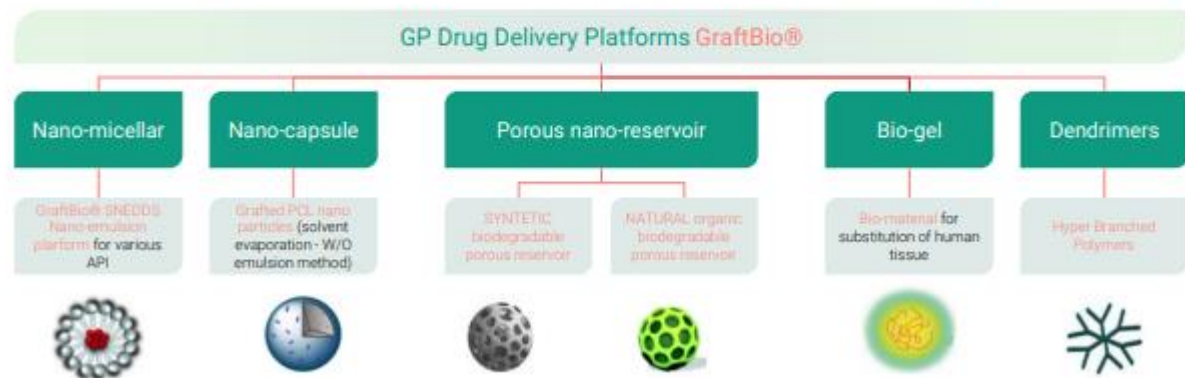 GP Drug Delivery Platforms GraftBio®
Nano-micellar
Nano-capsule
Porous nano-reservoir
Bio-gel
Dendrimers
GraftBio® SNEDDS
Nano-emulsion
plarform for various
API
Grafted PCL nano
particles (solvent
evaporation - W/O
emulsion method)
SYNTETIC
biodegradable
porous reservoir
NATURAL organic
biodegradable
porous reservoir
Bio-material for
substitution of human
tissue
Hyper Branched
Polymers